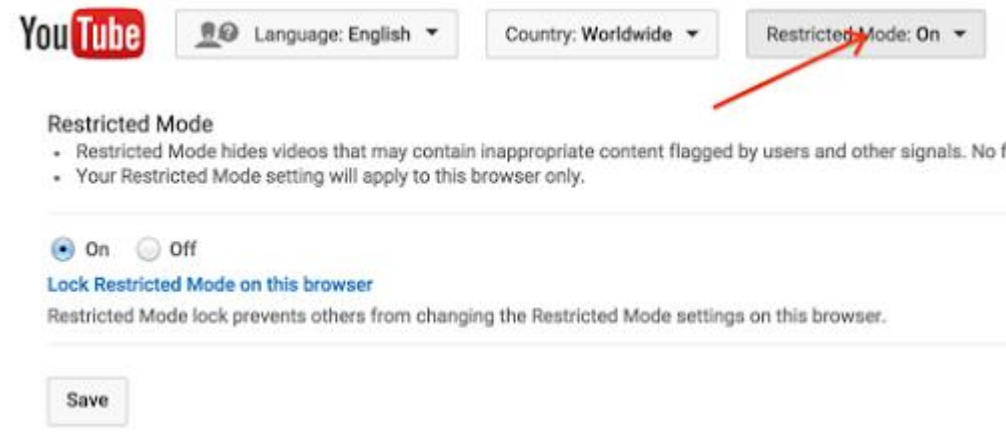 YouTube
Language: English
Country: Worldwide
Restricted Mode: On
Restricted Mode
• Restricted Mode hides videos that may contain inappropriate content flagged by users and other signals. No
• Your Restricted Mode setting will apply to this browser only.
On Off
Lock Restricted Mode on this browser
Restricted Mode lock prevents others from changing the Restricted Mode settings on this browser.
Save